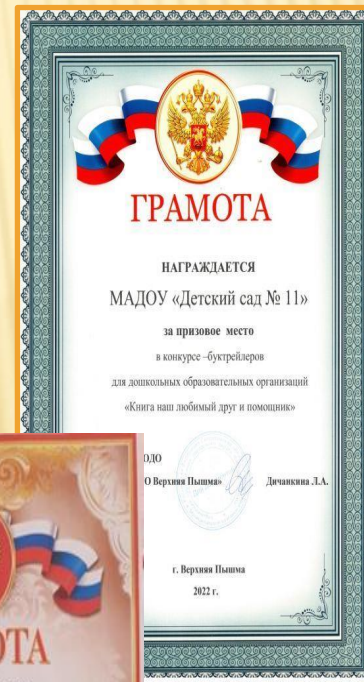 ГРАМОТА
НАГРАЖДАЕТСЯ
МАДОУ «Детский сад № 11»
за призовое место
в конкурсе –буктрейлеров
для дошкольных образовательных организаций
«Книга наш любимый друг и помощник»
ОДО
О Верхняя Пышма» Дичанкина Л.А.
г. Верхняя Пышма
2022 г.
ОТА